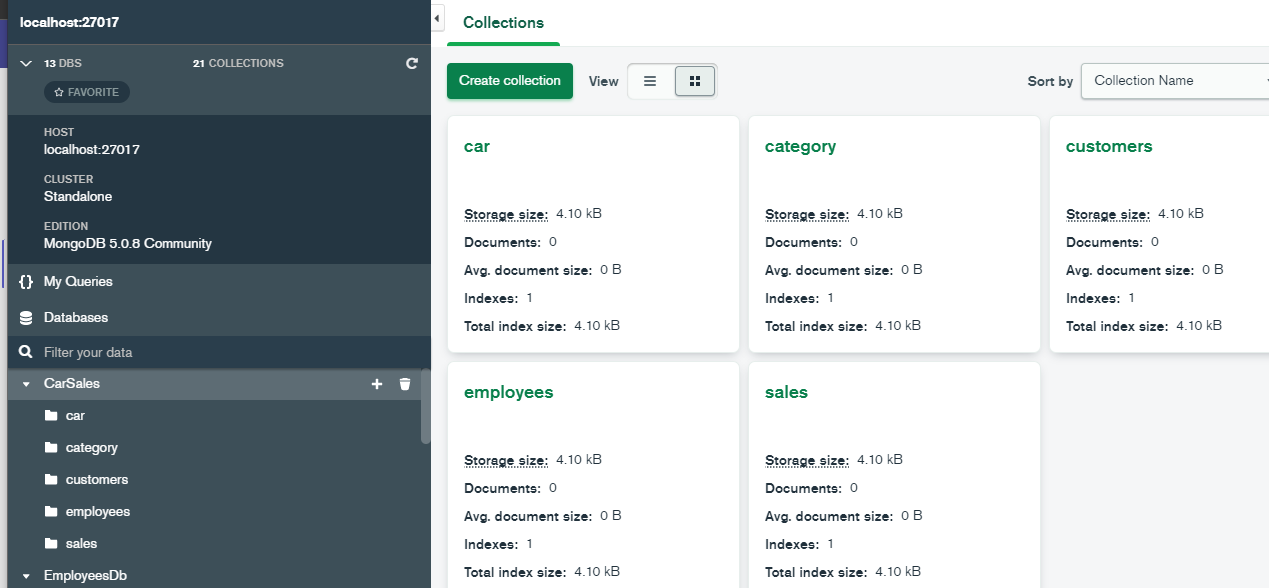 localhost:27017
13 DBS 21 COLLECTIONS
FAVORITE
HOST
localhost:27017
CLUSTER
Standalone
EDITION
MongoDB 5.0.8 Community
{} My Queries
Databases
Filter your data
CarSales
car
category
customers
employees
sales
EmployeesDb
Collections
Create collection View Sort by Collection Name
car
Storage size: 4.10 kB
Documents: 0
Avg. document size: 0 B
Indexes: 1
Total index size: 4.10 kB
category
Storage size: 4.10 kB
Documents: 0
Avg. document size: 0 B
Indexes: 1
Total index size: 4.10 kB
customers
Storage size: 4.10 kB
Documents: 0
Avg. document size: 0 B
Indexes: 1
Total index size: 4.10 kB
employees
Storage size: 4.10 kB
Documents: 0
Avg. document size: 0 B
Indexes: 1
Total index size: 4.10 kB
sales
Storage size: 4.10 kB
Documents: 0
Avg. document size: 0 B
Indexes: 1
Total index size: 4.10 kB